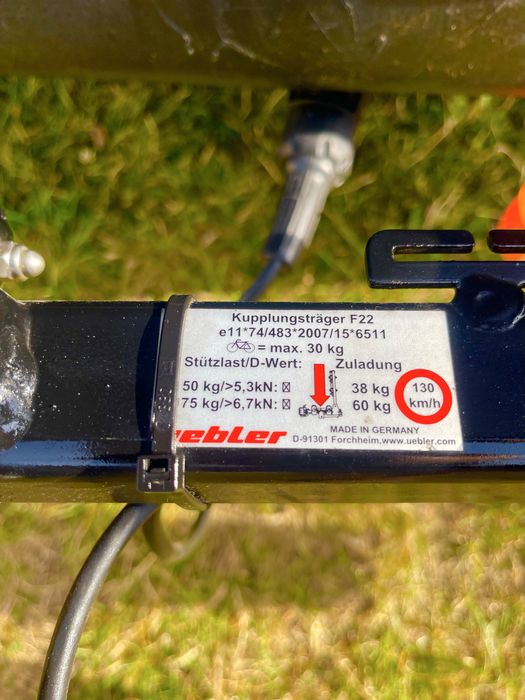 Kupplungsträger F22
e11*74/483*2007/15*6511
= max. 30 kg
Stützlast/D-Wert: Zuladung
50 kg/>5,3kN: 38 kg
75 kg/>6,7kN: 60 kg
130
km/h
uebler
MADE IN GERMANY
D-91301 Forchheim,www.uebler.com